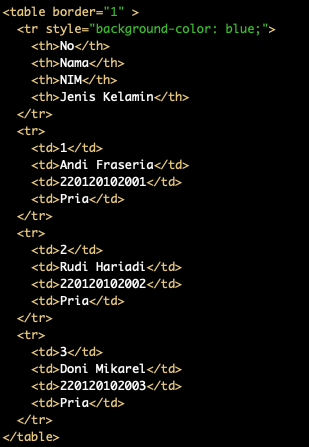 <table border="1" >
  <tr style="background-color: blue;">
    <th>No</th>
    <th>Nama</th>
    <th>NIM</th>
    <th>Jenis Kelamin</th>
  </tr>
  <tr>
    <td>1</td>
    <td>Andi Fraseria</td>
    <td>220120102001</td>
    <td>Pria</td>
  </tr>
  <tr>
    <td>2</td>
    <td>Rudi Hariadi</td>
    <td>220120102002</td>
    <td>Pria</td>
  </tr>
  <tr>
    <td>3</td>
    <td>Doni Mikarel</td>
    <td>220120102003</td>
    <td>Pria</td>
  </tr>
</table>